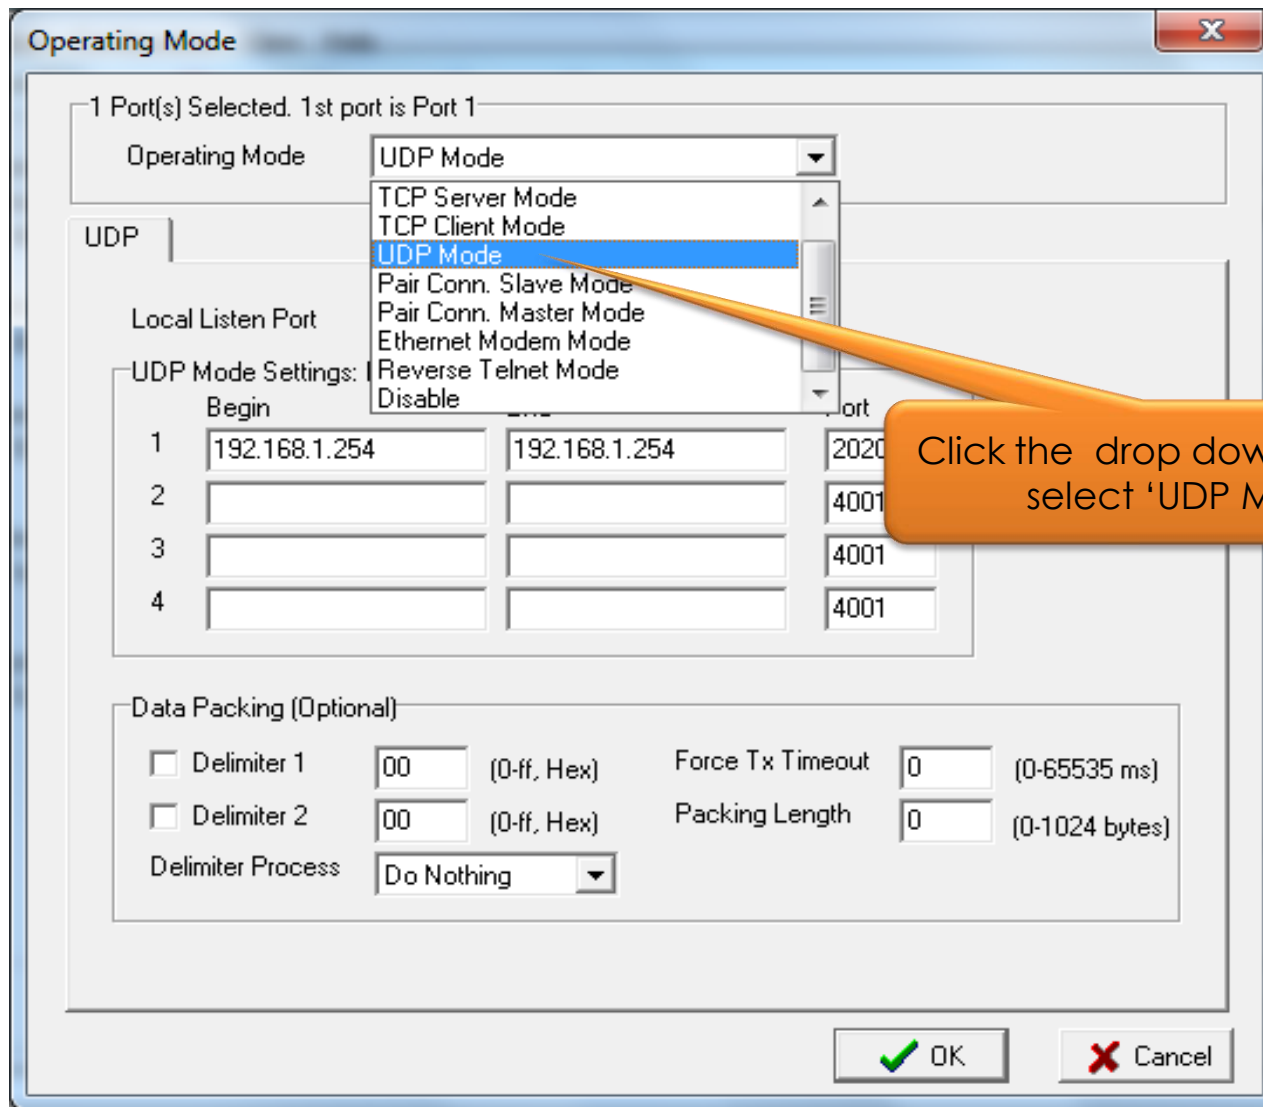 Operating Mode
1 Port(s) Selected. 1st port is Port 1
Operating Mode UDP Mode
TCP Server Mode
TCP Client Mode
UDP Mode
Pair Conn. Slave Mode
Pair Conn. Master Mode
Ethernet Modem Mode
Reverse Telnet Mode
Disable
UDP
Local Listen Port
UDP Mode Settings:
Begin
1 192.168.1.254 192.168.1.254 2020
2 4001
3 4001
4 4001
Click the drop dow
select ‘UDP M
Data Packing (Optional)
Delimiter 1 00 (0-ff, Hex) Force Tx Timeout 0 (0-65535 ms)
Delimiter 2 00 (0-ff, Hex) Packing Length 0 (0-1024 bytes)
Delimiter Process Do Nothing
OK Cancel